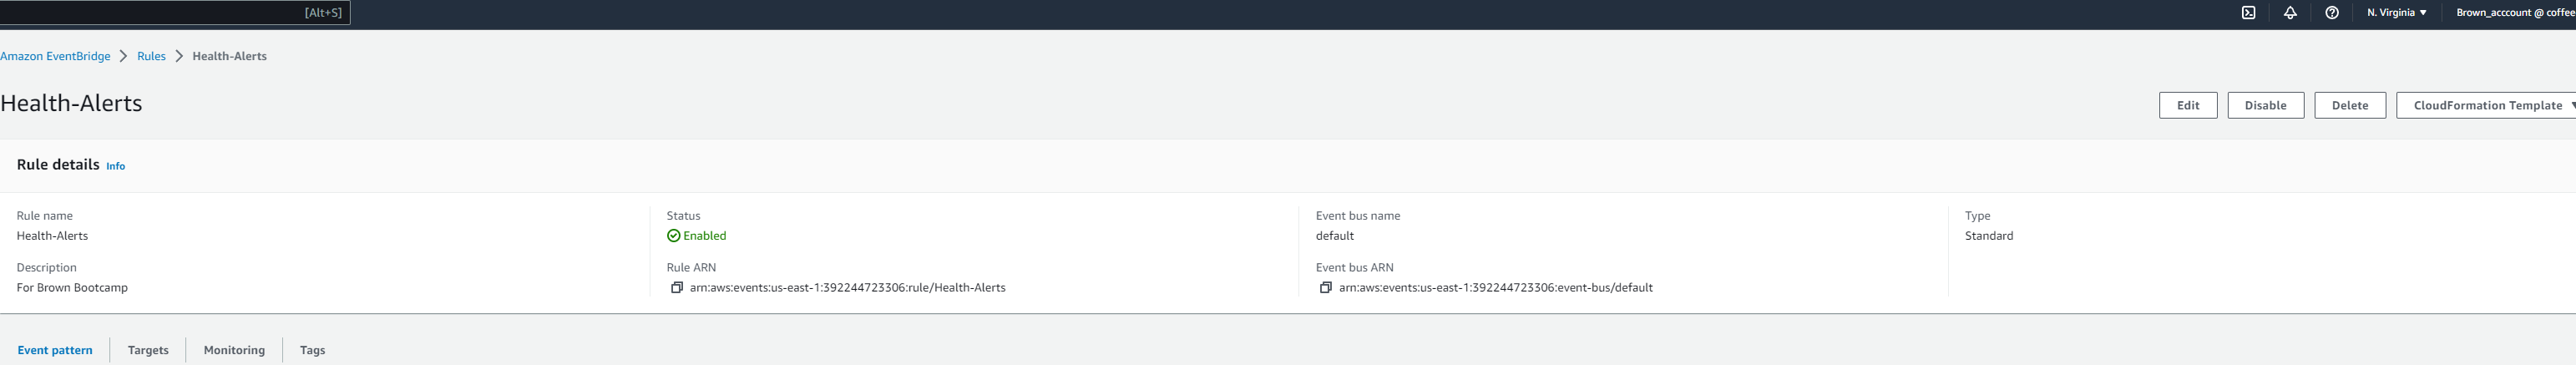 [Alt+S]
N. Virginia
Brown_acccount @ coffee
Amazon EventBridge > Rules > Health-Alerts
Health-Alerts
Edit
Disable
Delete
CloudFormation Template
Rule details Info
Rule name
Health-Alerts
Description
For Brown Bootcamp
Status
Enabled
Rule ARN
arn:aws:events:us-east-1:392244723306:rule/Health-Alerts
Event bus name
default
Event bus ARN
arn:aws:events:us-east-1:392244723306:event-bus/default
Type
Standard
Event pattern
Targets
Monitoring
Tags